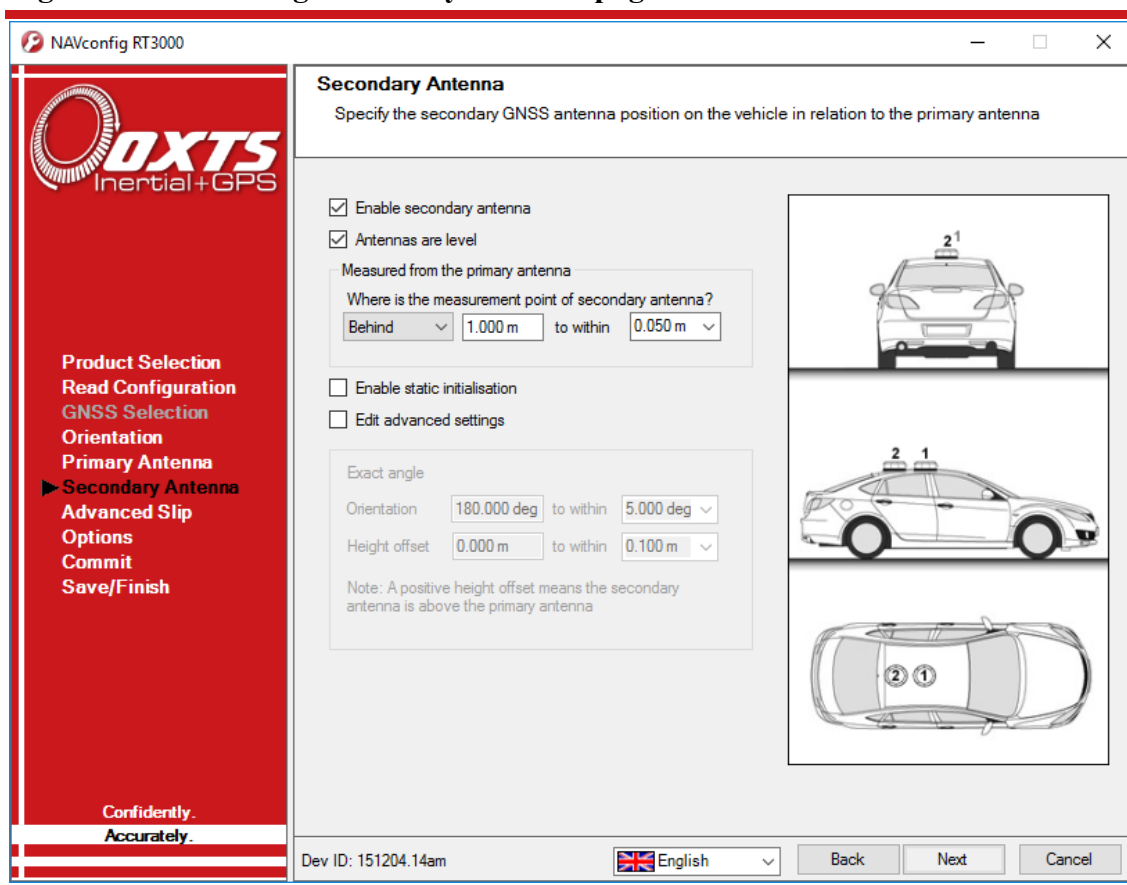 NAVconfig RT3000
OXTS
Inertial+GPS
Product Selection
Read Configuration
GNSS Selection
Orientation
Primary Antenna
Secondary Antenna
Advanced Slip
Options
Commit
Save/Finish
Confidently.
Accurately.
Secondary Antenna
Specify the secondary GNSS antenna position on the vehicle in relation to the primary antenna
Enable secondary antenna
Antennas are level
Measured from the primary antenna
Where is the measurement point of secondary antenna?
Behind 1.000 m to within 0.050 m
Enable static initialisation
Edit advanced settings
Exact angle
Orientation 180.000 deg to within 5.000 deg
Height offset 0.000 m to within 0.100 m
Note: A positive height offset means the secondary
antenna is above the primary antenna
2 1
2 1
2 1
Dev ID: 151204.14am
English
Back
Next
Cancel